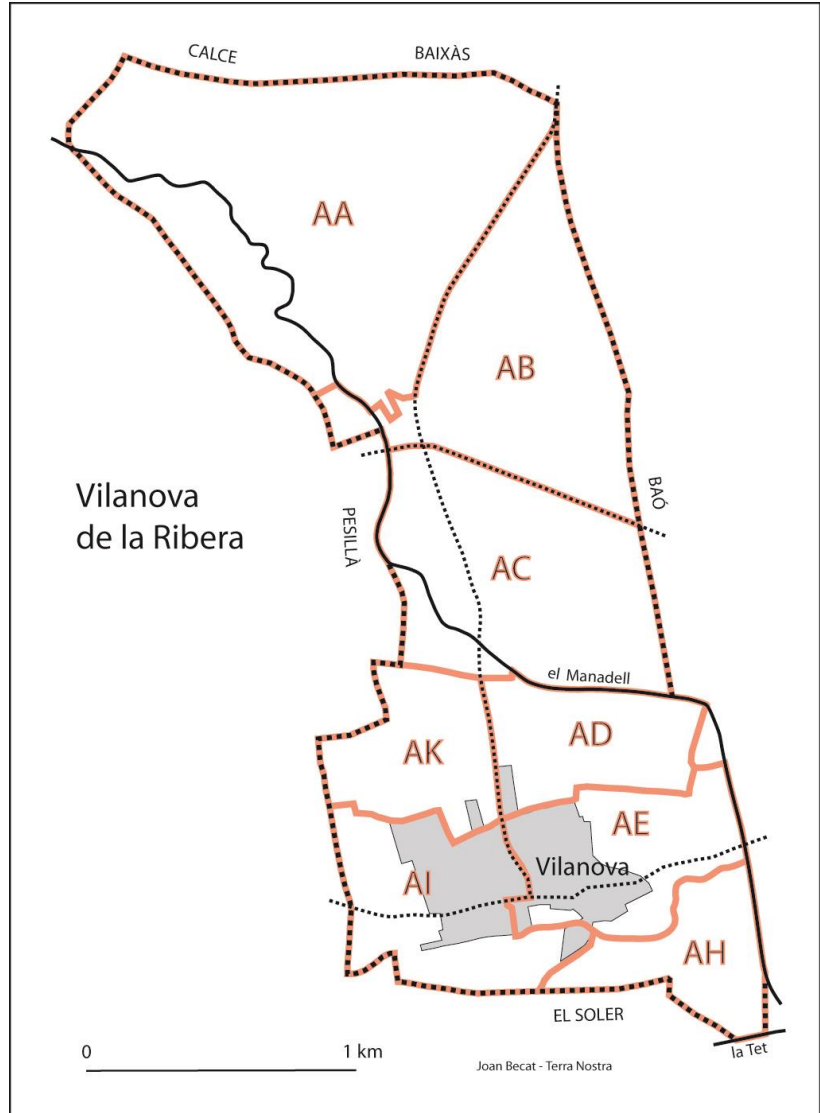 CALCE
BAIXÀS
AA
AB
Vilanova
de la Ribera
PESILLÀ
BAÓ
AC
el Manadell
AK
AD
AE
Vilanova
AI
AH
EL SOLER
0
1 km
la Tet
Joan Becat - Terra Nostra